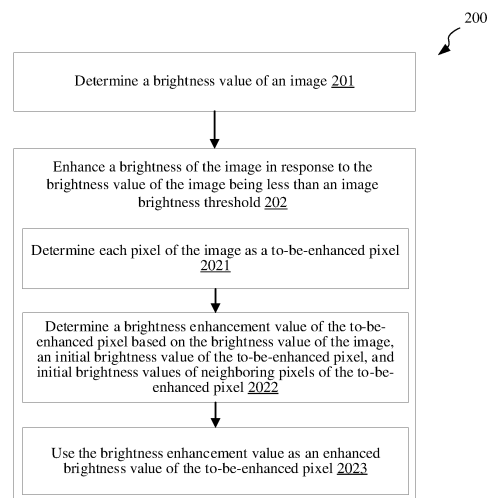 200
Determine a brightness value of an image 201
Enhance a brightness of the image in response to the
brightness value of the image being less than an image
brightness threshold 202
Determine each pixel of the image as a to-be-enhanced pixel
2021
Determine a brightness enhancement value of the to-be-
enhanced pixel based on the brightness value of the image,
an initial brightness value of the to-be-enhanced pixel, and
initial brightness values of neighboring pixels of the to-be-
enhanced pixel 2022
Use the brightness enhancement value as an enhanced
brightness value of the to-be-enhanced pixel 2023